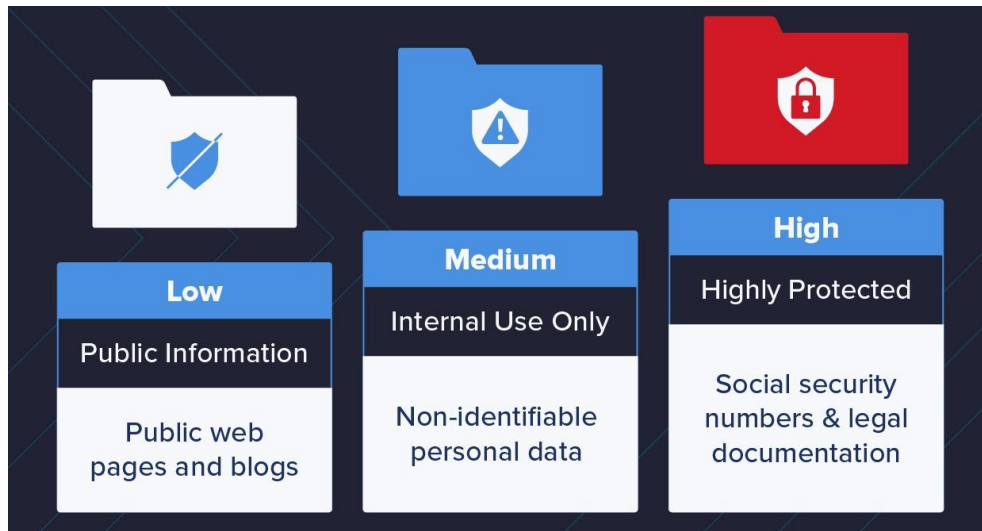 Low
Public Information
Public web
pages and blogs
Medium
Internal Use Only
Non-identifiable
personal data
High
Highly Protected
Social security
numbers & legal
documentation